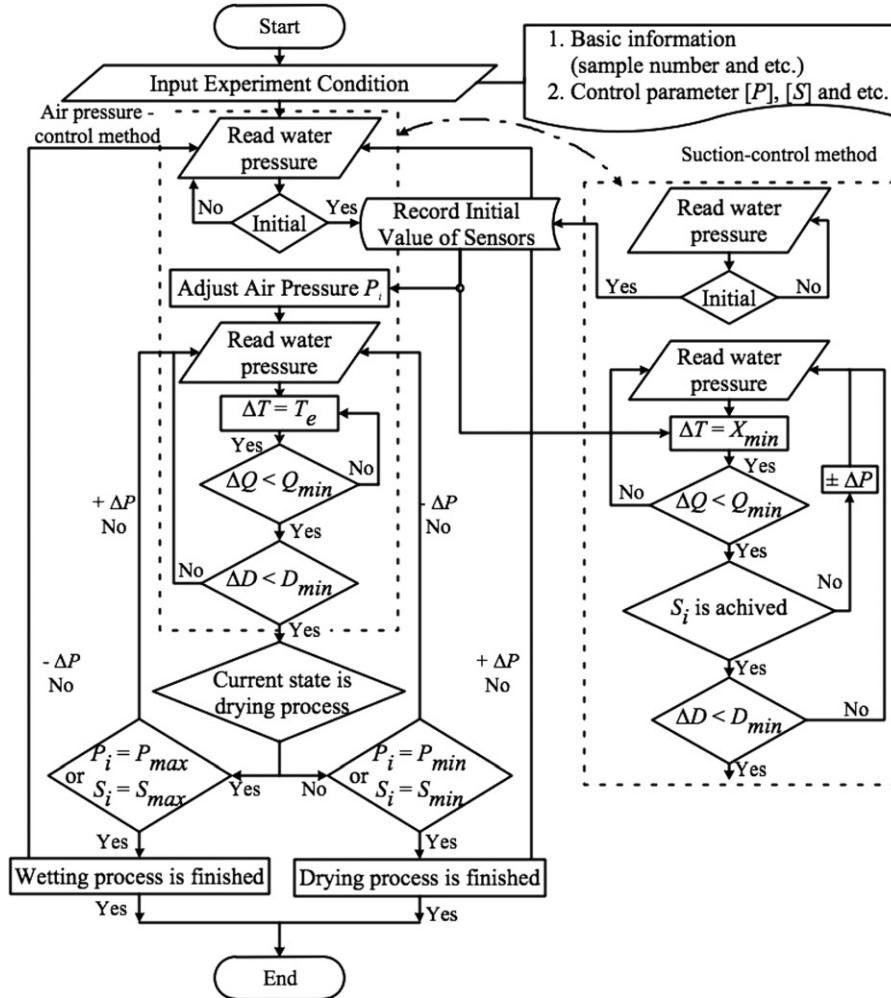 Start
Input Experiment Condition
1. Basic information
(sample number and etc.)
2. Control parameter [P], [S] and etc.
Air pressure -
control method
Read water
pressure
No
Initial
Yes
Record Initial
Value of Sensors
Adjust Air Pressure P_i
Read water
pressure
ΔT = T_e
Yes
No
ΔQ < Q_min
Yes
No
ΔD < D_min
Yes
+ ΔP
No
- ΔP
No
- ΔP
No
+ ΔP
No
Current state is
drying process
P_i = P_max
or
S_i = S_max
Yes
No
P_i = P_min
or
S_i = S_min
Yes
Yes
Wetting process is finished
Drying process is finished
Yes
Yes
End
Suction-control method
Read water
pressure
Yes
Initial
No
Read water
pressure
ΔT = X_min
Yes
± ΔP
No
ΔQ < Q_min
Yes
No
S_i is achived
Yes
ΔD < D_min
No
Yes